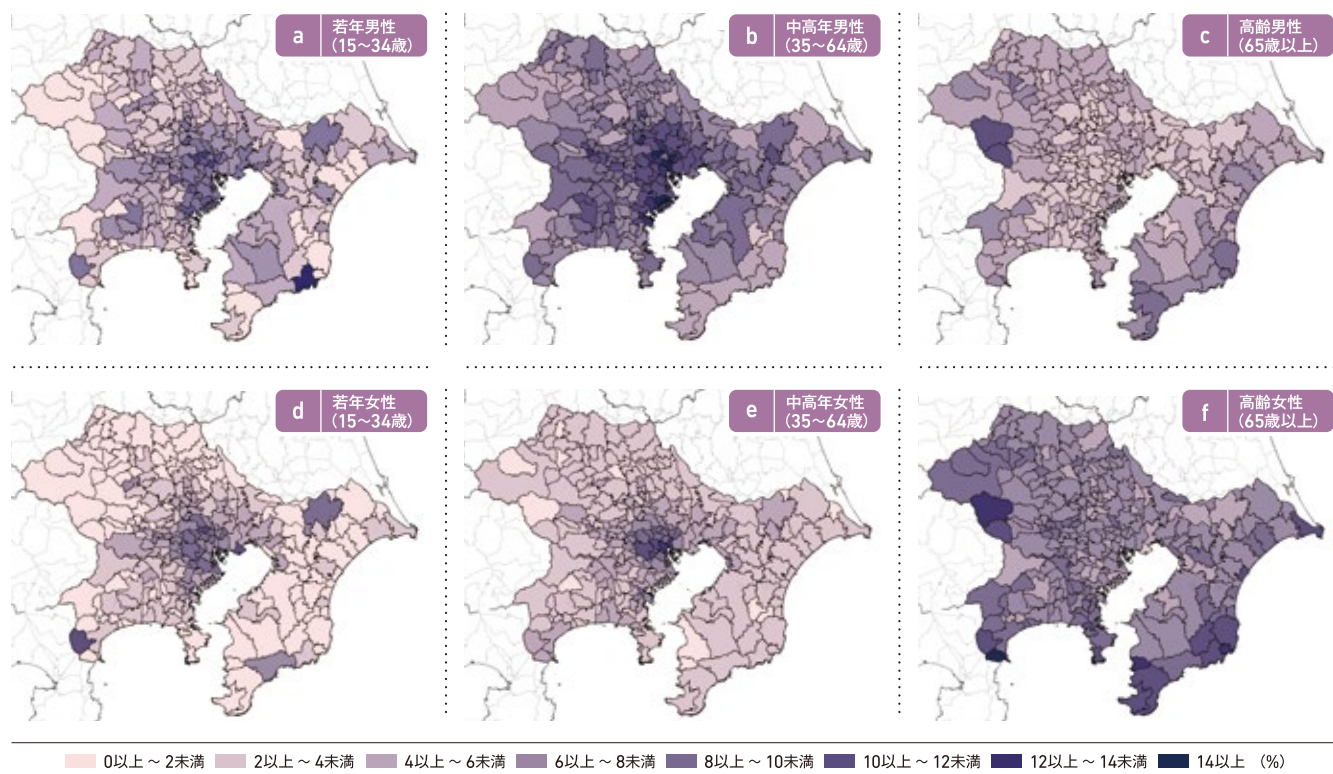 a
若年男性
(15〜34歳)
b
中高年男性
(35〜64歳)
c
高齢男性
(65歳以上)
d
若年女性
(15〜34歳)
e
中高年女性
(35〜64歳)
f
高齢女性
(65歳以上)
0以上 〜 2未満 2以上 〜 4未満 4以上 〜 6未満 6以上 〜 8未満 8以上 〜 10未満 10以上 〜 12未満 12以上 〜 14未満 14以上 (%)